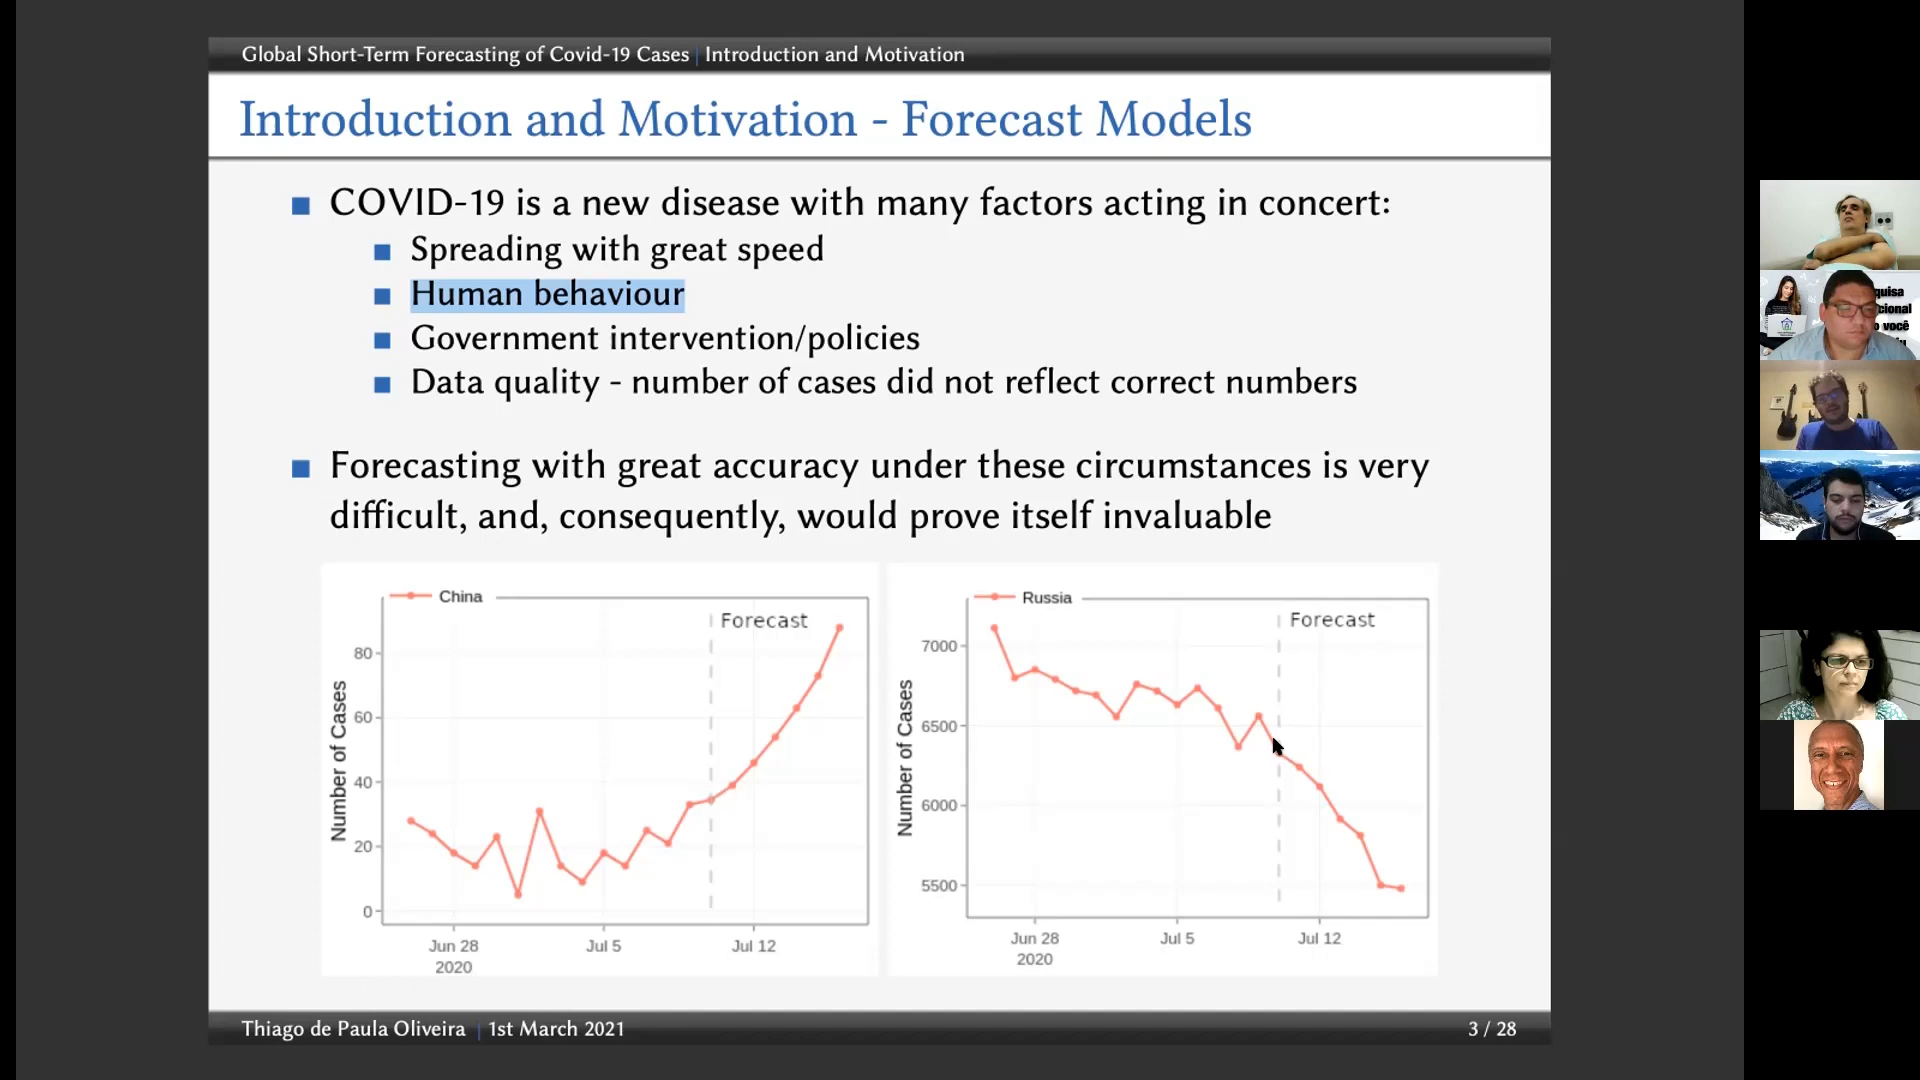 Global Short-Term Forecasting of Covid-19 Cases | Introduction and Motivation
Introduction and Motivation - Forecast Models
COVID-19 is a new disease with many factors acting in concert:
Spreading with great speed
Human behaviour
Government intervention/policies
Data quality - number of cases did not reflect correct numbers
Forecasting with great accuracy under these circumstances is very
difficult, and, consequently, would prove itself invaluable
China
Forecast
Number of Cases
80
60
40
20
0
Jun 28
2020
Jul 5
Jul 12
Russia
Forecast
Number of Cases
7000
6500
6000
5500
Jun 28
2020
Jul 5
Jul 12
Thiago de Paula Oliveira | 1st March 2021
3 / 28
quisa
cional
você